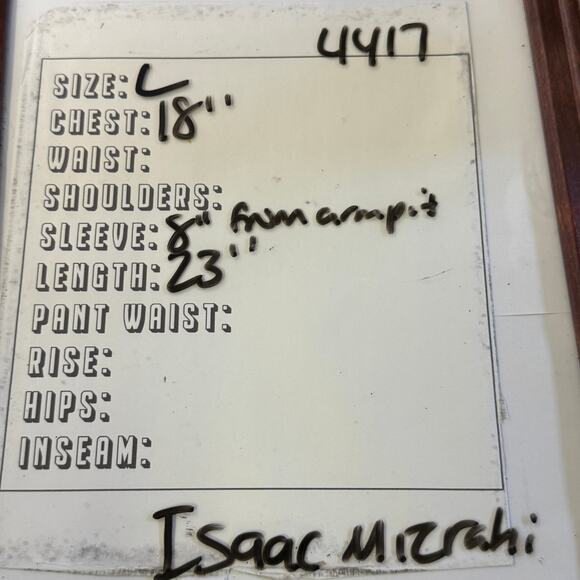 4417
SIZE: L
CHEST: 18"
WAIST:
SHOULDERS:
SLEEVE: 8" from armpit
LENGTH: 23"
PANT WAIST:
RISE:
HIPS:
INSEAM:
Isaac Mizrahi